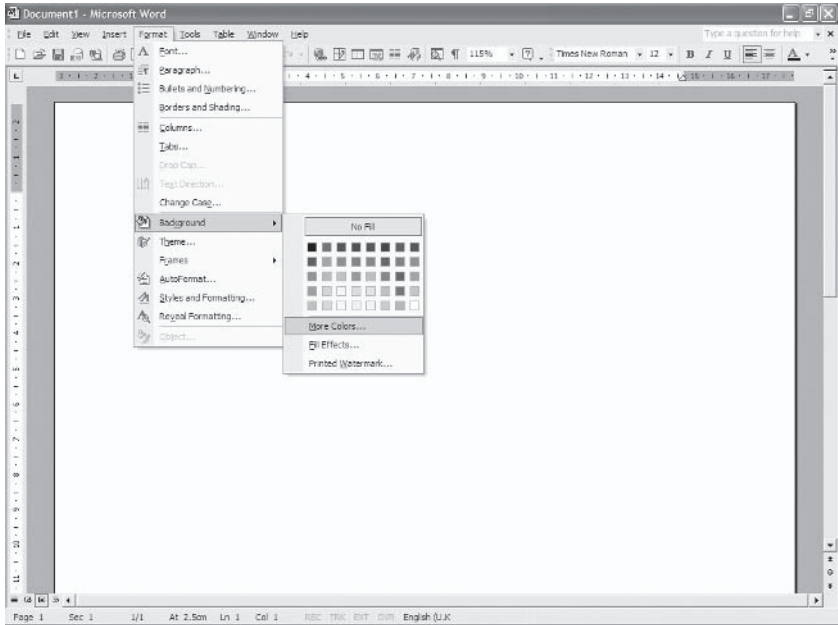 Document1 - Microsoft Word
File Edit View Insert Format Tools Table Window Help Type a question for help
115% Times New Roman 12 B I U A
Font...
Paragraph...
Bullets and Numbering...
Borders and Shading...
Columns...
Tabs...
Drop Cap...
Text Direction...
Change Case...
Background
Theme...
Frames
AutoFormat...
Styles and Formatting...
Reveal Formatting...
Object...
No Fill
More Colors...
Fill Effects...
Printed Watermark...
Page 1 Sec 1 1/1 At 2.5cm Ln 1 Col 1 REC TRK EXT OVR English (U.K